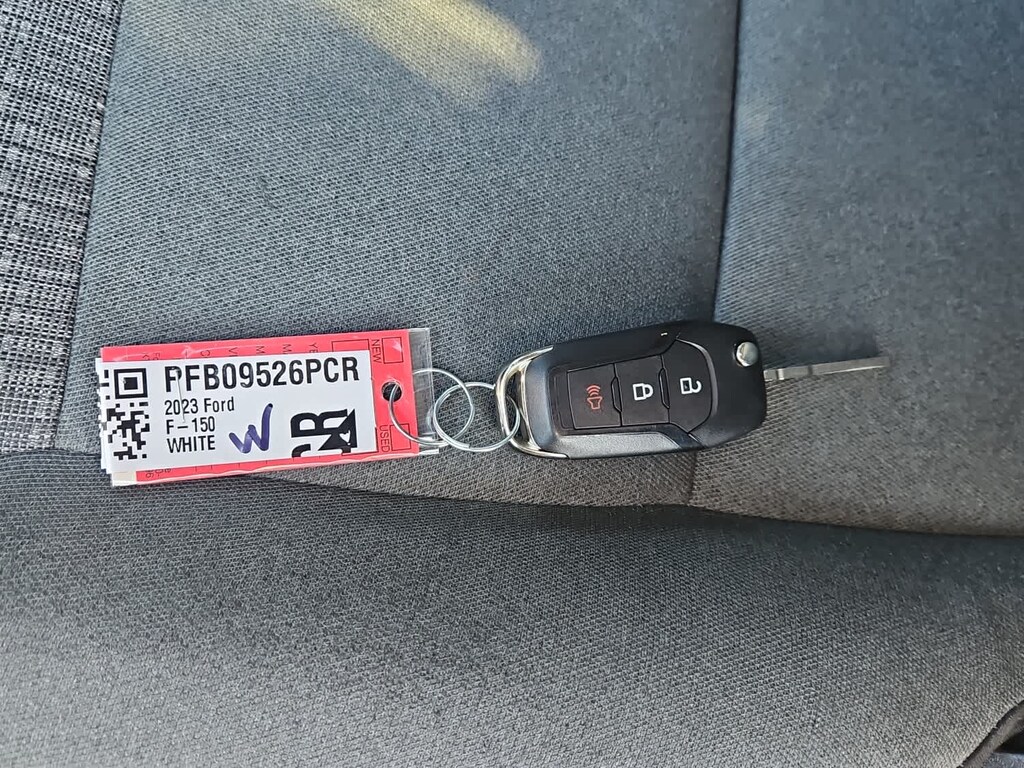 PFB09526PCR
2023 Ford
F-150
WHITE
W
NEW
USED